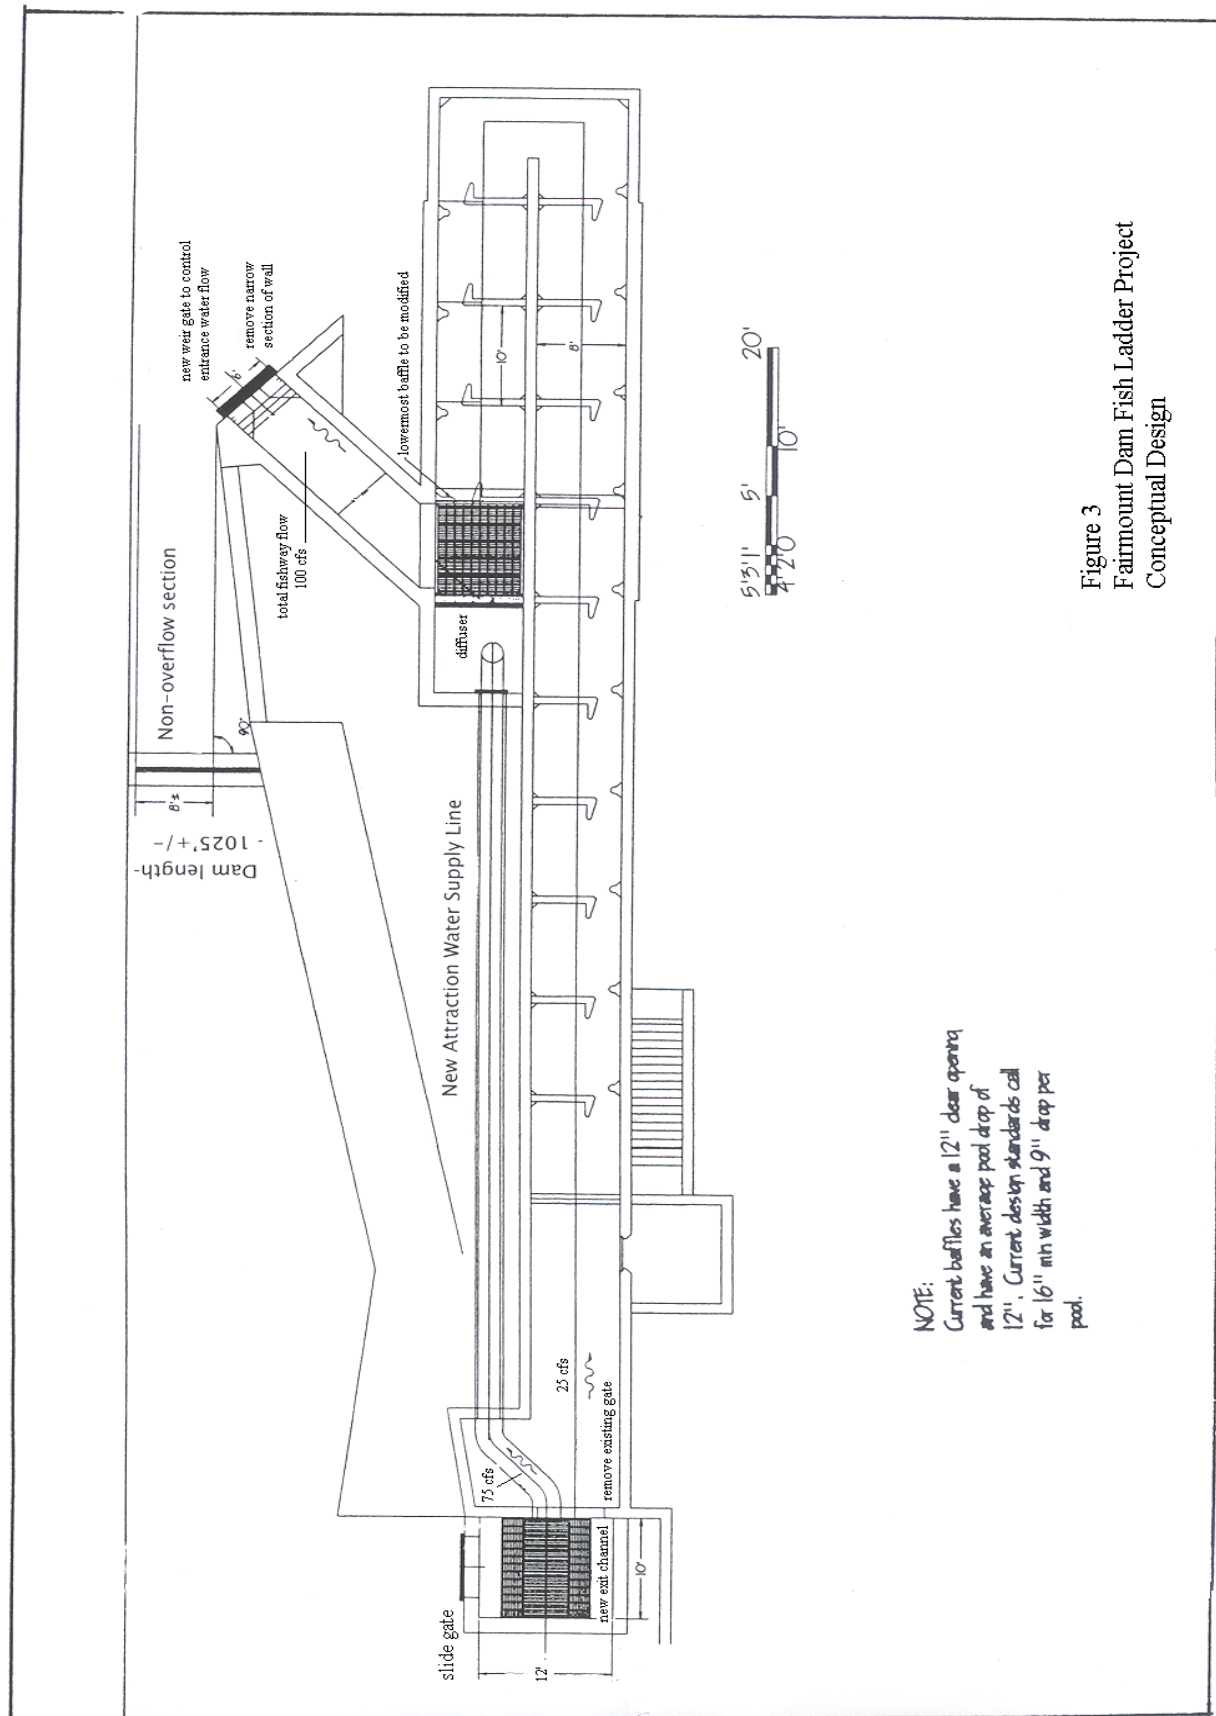 new weir gate to control
entrance water flow
remove narrow
section of wall
6'
lowermost baffle to be modified
Non-overflow section
total fishway flow
100 cfs
diffuser
90°
8'±
Dam length-
- 1025'+/-
New Attraction Water Supply Line
10'
8'
75 cfs
25 cfs
remove existing gate
new exit channel
slide gate
12'
10'
5'3'1'
5'
20'
4'2'0
10'
NOTE:
Current baffles have a 12" clear opening
and have an average pool drop of
12". Current design standards call
for 16" min width and 9" drop per
pool.
Figure 3
Fairmount Dam Fish Ladder Project
Conceptual Design